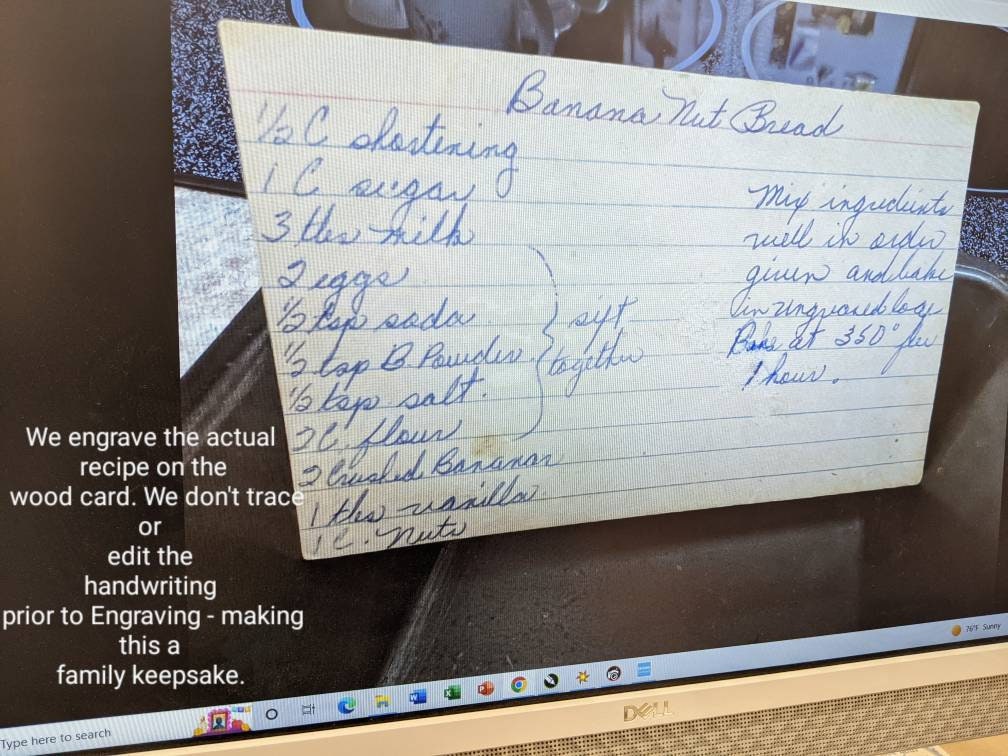 Banana Nut Bread
1/2 C shortening
1 C sugar
3 tbs milk
2 eggs
1/2 tsp soda
1/2 tsp B. Powder
1/2 tsp salt.
2 C. flour
2 Crushed Bananas
1 tbs vanilla
1 C. Nuts
sift
together
Mix ingredients
well in order
given and bake
in ungreased loaf
Bake at 350° for
1 hour.
We engrave the actual
recipe on the
wood card. We don't trace
or
edit the
handwriting
prior to Engraving - making
this a
family keepsake.
76°F Sunny
Type here to search
DELL